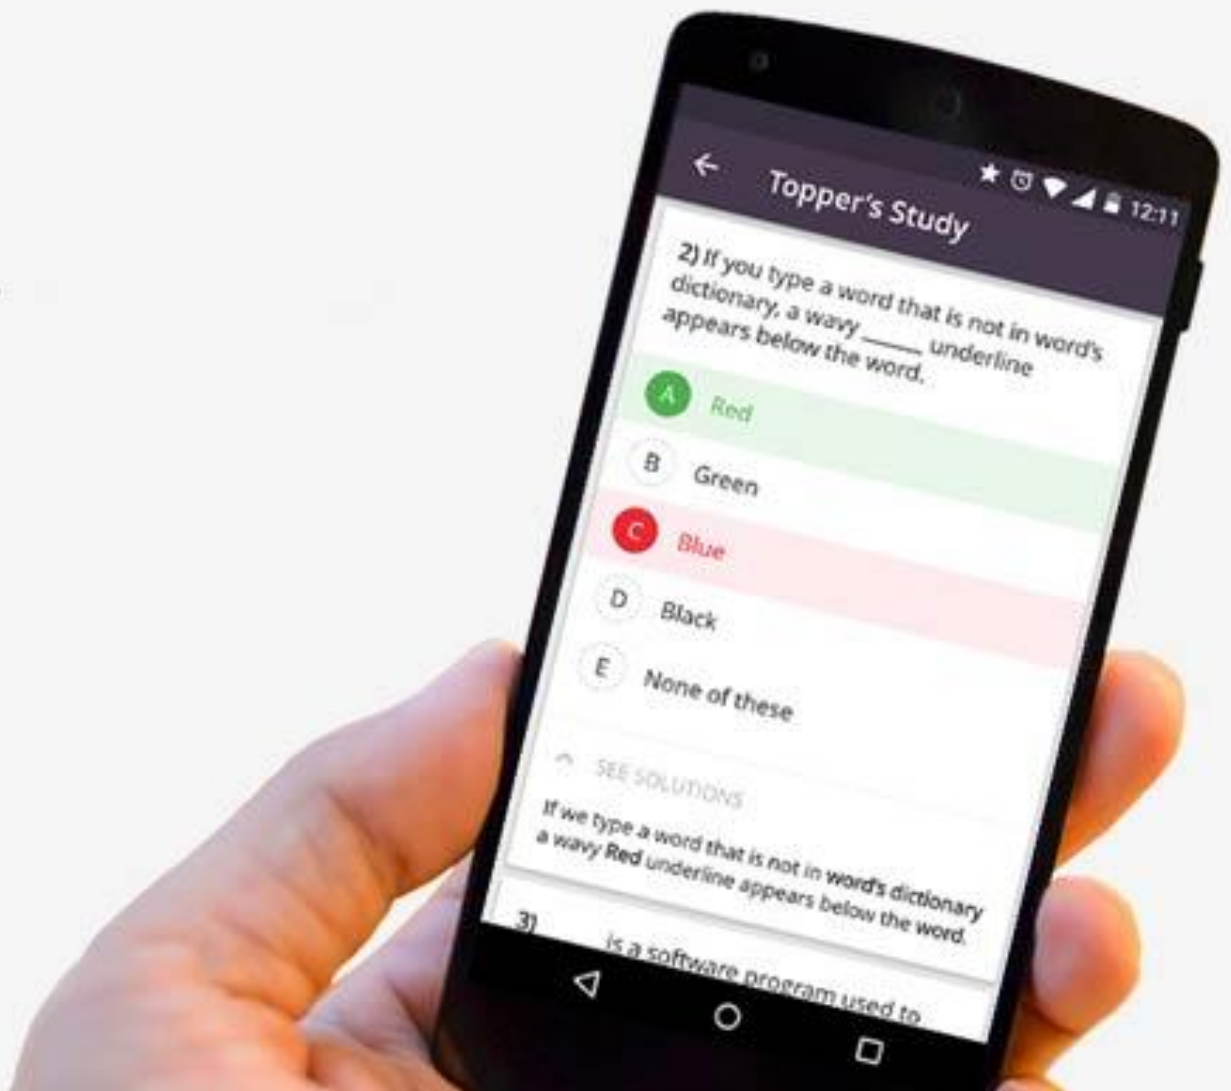 12:11
Topper's Study
2) If you type a word that is not in word's
dictionary, a wavy _____ underline
appears below the word.
A Red
B Green
C Blue
D Black
E None of these
SEE SOLUTIONS
If we type a word that is not in word's dictionary
a wavy Red underline appears below the word.
3)
is a software program used to